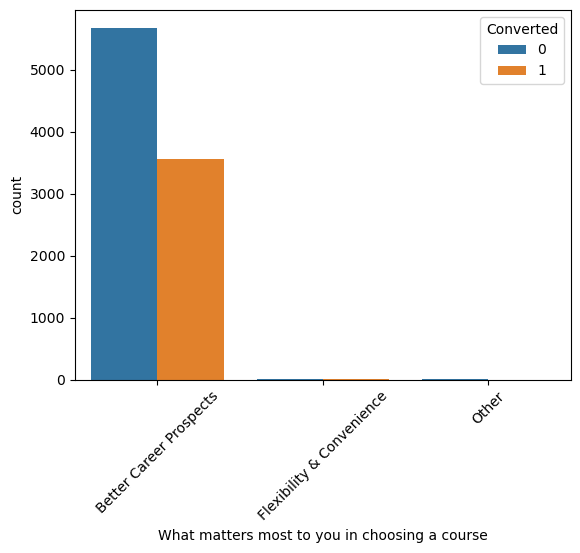 Converted
0
1
5000
4000
3000
2000
1000
0
count
Better Career Prospects
Flexibility & Convenience
Other
What matters most to you in choosing a course